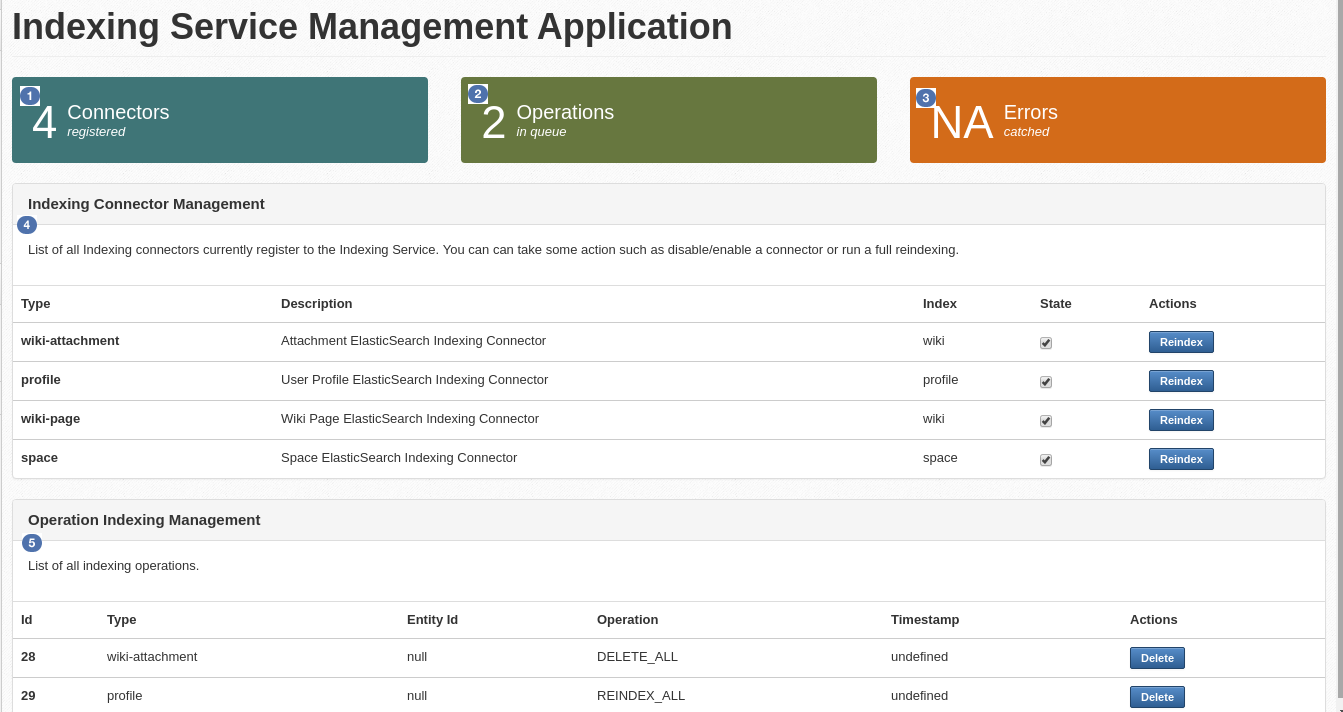 Indexing Service Management Application
1
4 Connectors
registered
2
2 Operations
in queue
3
NA Errors
catched
Indexing Connector Management
4
List of all Indexing connectors currently register to the Indexing Service. You can can take some action such as disable/enable a connector or run a full reindexing.
Type Description Index State Actions
wiki-attachment Attachment ElasticSearch Indexing Connector wiki Reindex
profile User Profile ElasticSearch Indexing Connector profile Reindex
wiki-page Wiki Page ElasticSearch Indexing Connector wiki Reindex
space Space ElasticSearch Indexing Connector space Reindex
Operation Indexing Management
5
List of all indexing operations.
Id Type Entity Id Operation Timestamp Actions
28 wiki-attachment null DELETE_ALL undefined Delete
29 profile null REINDEX_ALL undefined Delete